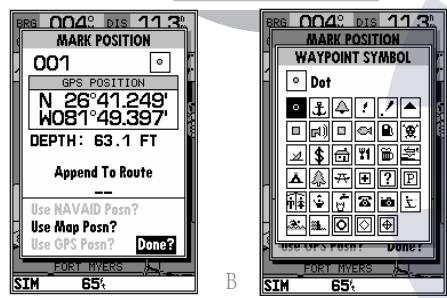 BRG 004° DIS 11.3
MARK POSITION
001
GPS POSITION
N 26°41.249'
W081°49.397'
DEPTH: 63.1 FT
Append To Route
__
Use NAVAID Posn?
Use Map Posn?
Use GPS Posn? Done?
FORT MYERS
SIM 65
B
BRG 004° DIS 11.3
MARK POSITION
WAYPOINT SYMBOL
Dot
$ ? P
Use GPS Posn? Done?
FORT MYERS
SIM 65